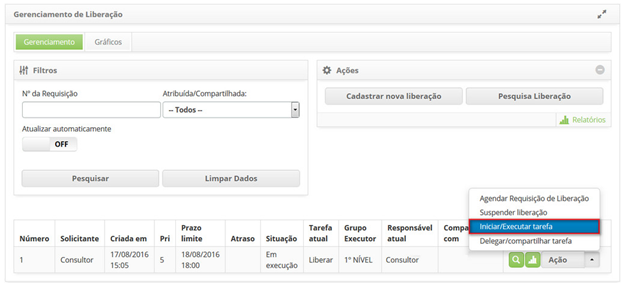 Gerenciamento de Liberação
Gerenciamento
Gráficos
Filtros
Nº da Requisição
Atribuída/Compartilhada:
-- Todos --
Atualizar automaticamente
OFF
Pesquisar
Limpar Dados
Ações
Cadastrar nova liberação
Pesquisa Liberação
Relatórios
Agendar Requisição de Liberação
Suspender liberação
Iniciar/Executar tarefa
Delegar/compartilhar tarefa
Número
Solicitante
Criada em
Pri
Prazo
limite
Atraso
Situação
Tarefa
atual
Grupo
Executor
Responsável
atual
com
1
Consultor
17/08/2016
15:05
5
18/08/2016
18:00
Em
execução
Liberar
1º NÍVEL
Consultor
Ação